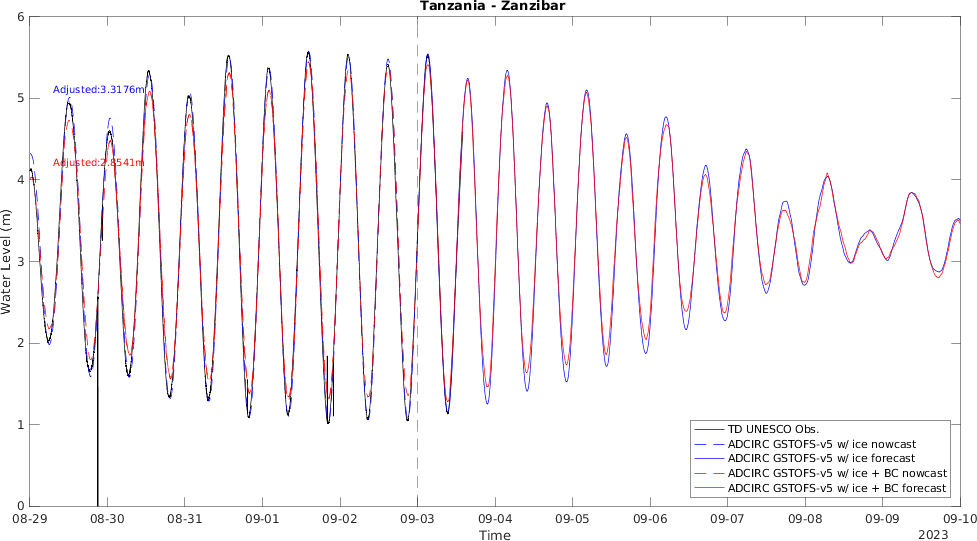 Tanzania - Zanzibar
6
5
4
3
2
1
0
Water Level (m)
Adjusted:3.3176m
Adjusted:2.8541m
TD UNESCO Obs.
ADCIRC GSTOFS-v5 w/ ice nowcast
ADCIRC GSTOFS-v5 w/ ice forecast
ADCIRC GSTOFS-v5 w/ ice + BC nowcast
ADCIRC GSTOFS-v5 w/ ice + BC forecast
08-29 08-30 08-31 09-01 09-02 09-03 09-04 09-05 09-06 09-07 09-08 09-09 09-10
Time
2023